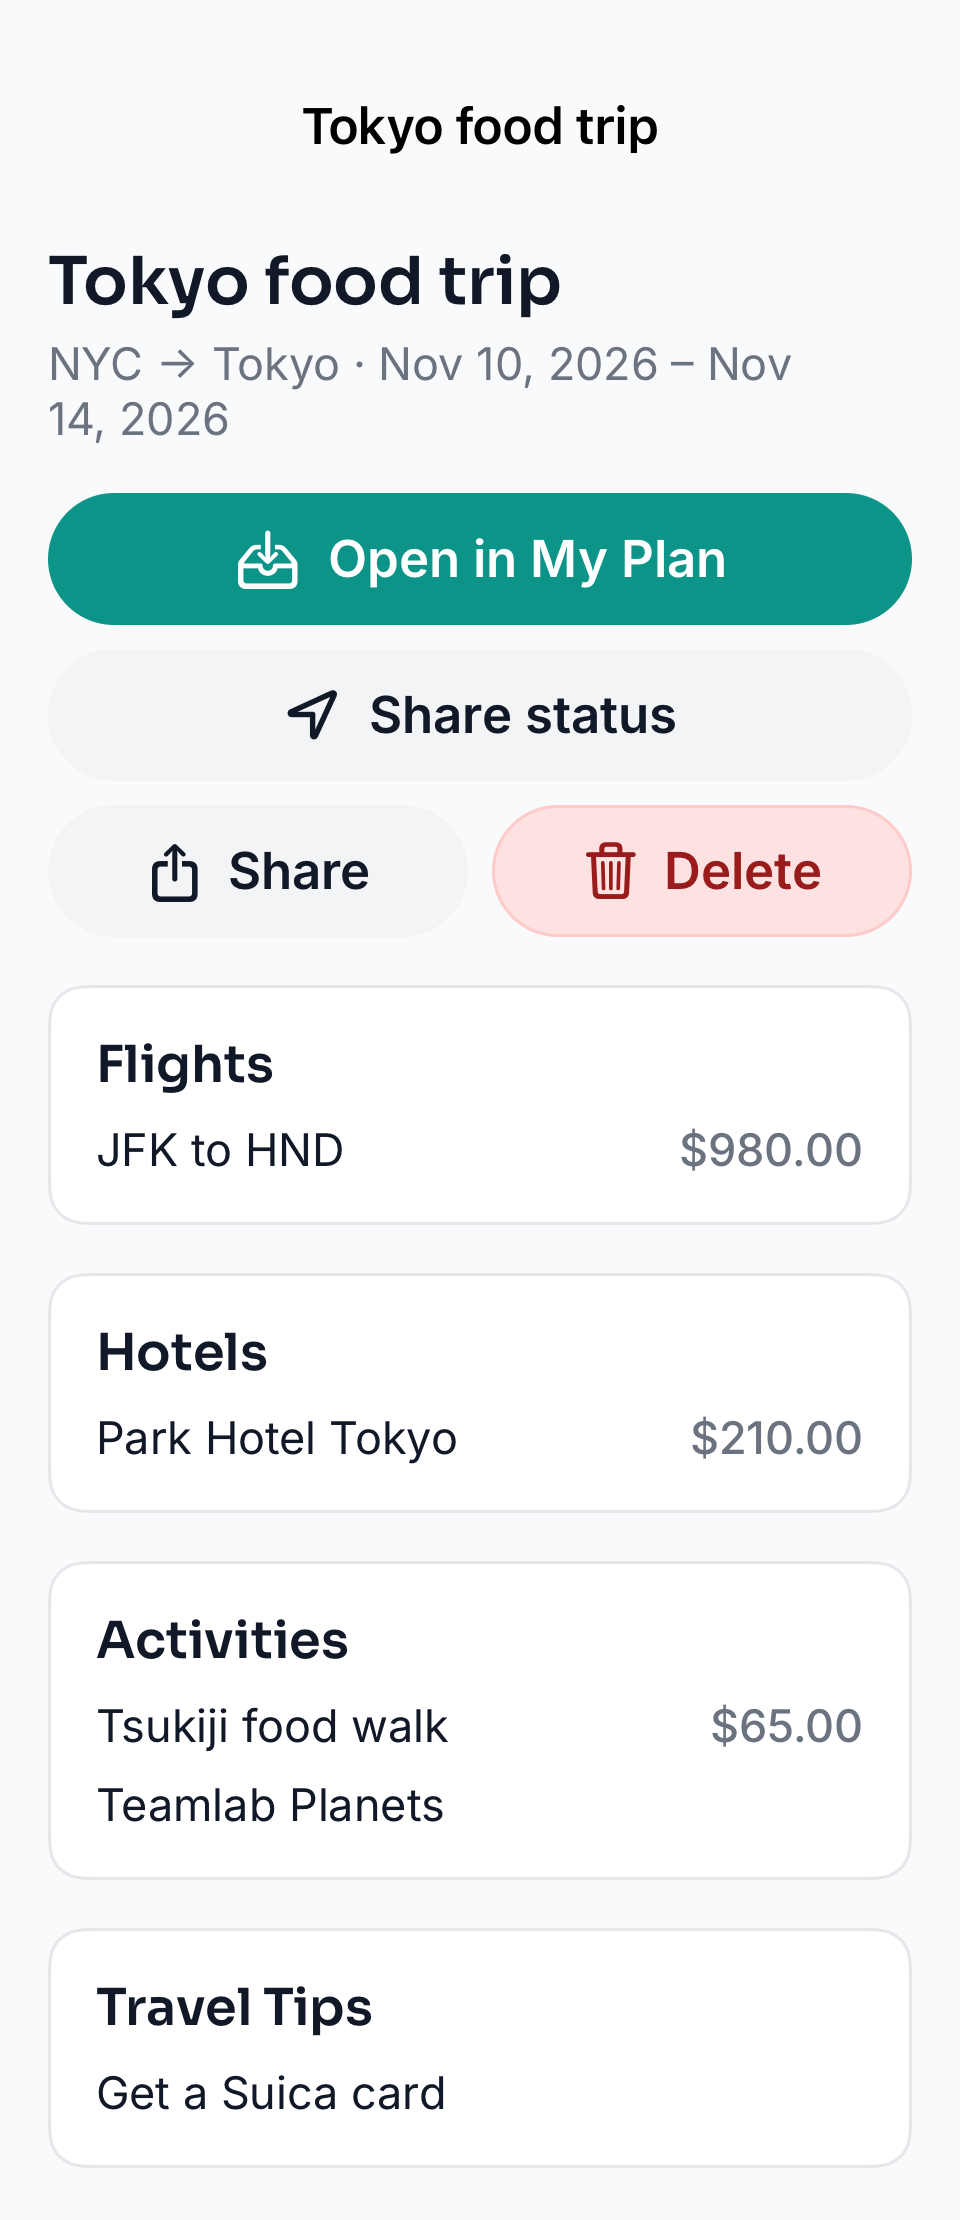 Tokyo food trip
Tokyo food trip
NYC → Tokyo · Nov 10, 2026 – Nov
14, 2026
Open in My Plan
Share status
Share
Delete
Flights
JFK to HND $980.00
Hotels
Park Hotel Tokyo $210.00
Activities
Tsukiji food walk $65.00
Teamlab Planets
Travel Tips
Get a Suica card